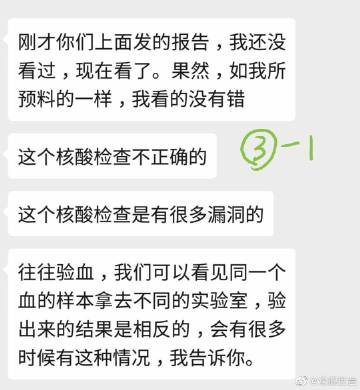 刚才你们上面发的报告，我还没
看过，现在看了。果然，如我所
预料的一样，我看的没有错
这个核酸检查不正确的
③-1
这个核酸检查是有很多漏洞的
往往验血，我们可以看见同一个
血的样本拿去不同的实验室，验
出来的结果是相反的，会有很多
时候有这种情况，我告诉你。